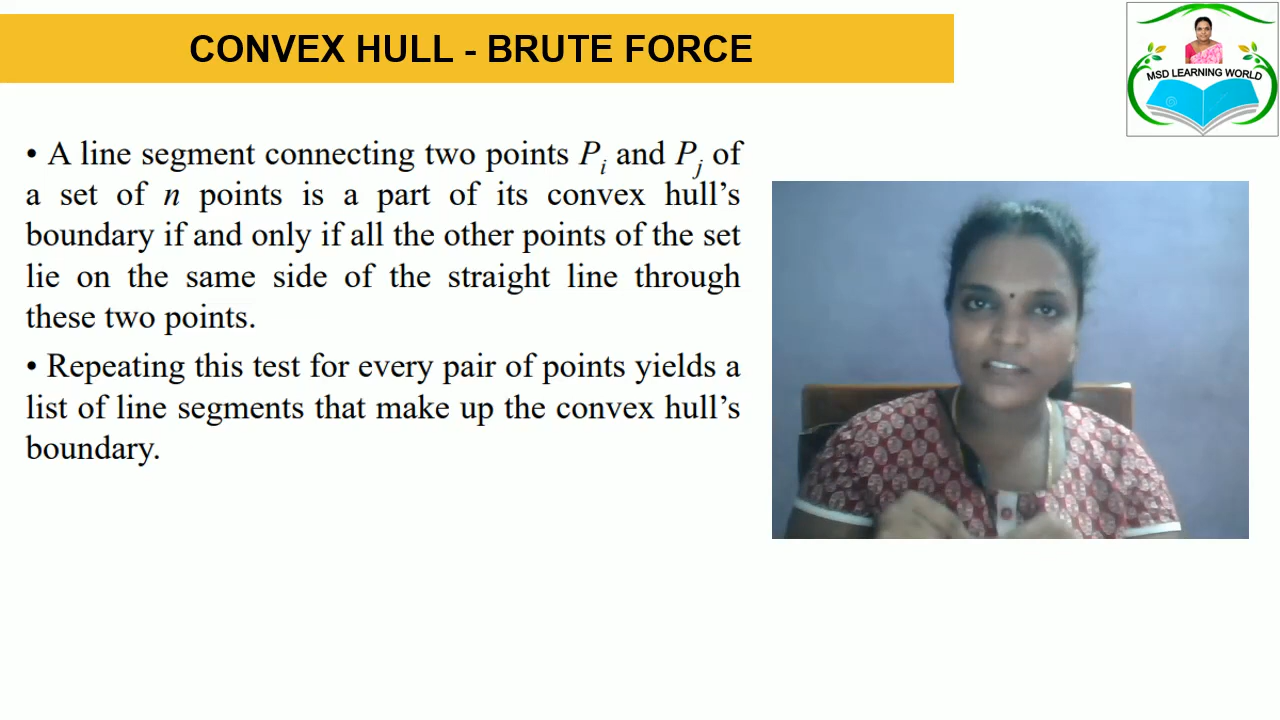 CONVEX HULL - BRUTE FORCE
MSD LEARNING WORLD
• A line segment connecting two points Pi and Pj of
a set of n points is a part of its convex hull’s
boundary if and only if all the other points of the set
lie on the same side of the straight line through
these two points.
• Repeating this test for every pair of points yields a
list of line segments that make up the convex hull’s
boundary.